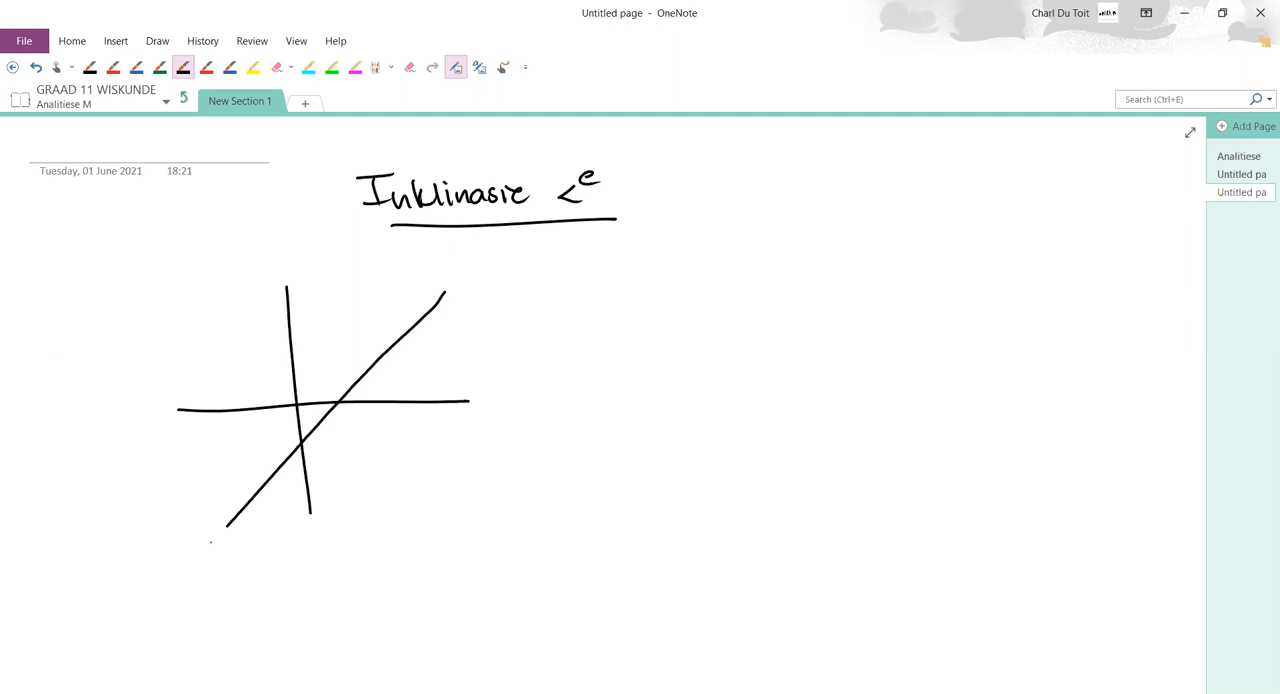 Untitled page - OneNote
Charl Du Toit
File Home Insert Draw History Review View Help
GRAAD 11 WISKUNDE
Analitiese M
New Section 1
Search (Ctrl+E)
Add Page
Analitiese
Untitled pa
Untitled pa
Tuesday, 01 June 2021 18:21
Inklinasie <^e